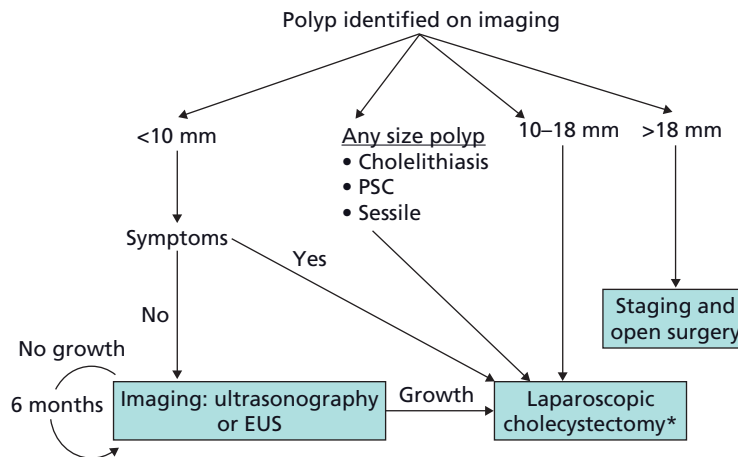 Polyp identified on imaging
<10 mm
Any size polyp
• Cholelithiasis
• PSC
• Sessile
10–18 mm
>18 mm
Symptoms
Yes
No
Staging and
open surgery
No growth
6 months
Imaging: ultrasonography
or EUS
Growth
Laparoscopic
cholecystectomy*